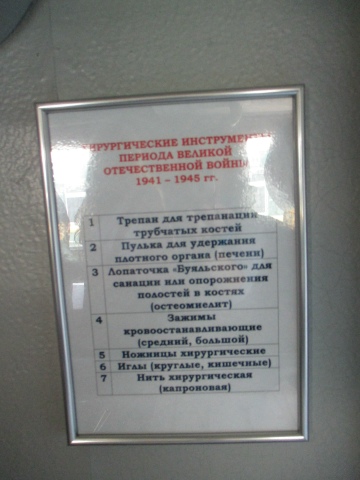 ХИРУРГИЧЕСКИЕ ИНСТРУМЕНТЫ
ПЕРИОДА ВЕЛИКОЙ
ОТЕЧЕСТВЕННОЙ ВОЙНЫ
1941 – 1945 гг.
1 Трепан для трепанации
трубчатых костей
2 Пулька для удержания
плотного органа (печени)
3 Лопаточка «Буяльского» для
санации или опорожнения
полостей в костях
(остеомиелит)
4 Зажимы
кровоостанавливающие
(средний, большой)
5 Ножницы хирургические
6 Иглы (круглые, кишечные)
7 Нить хирургическая
(капроновая)